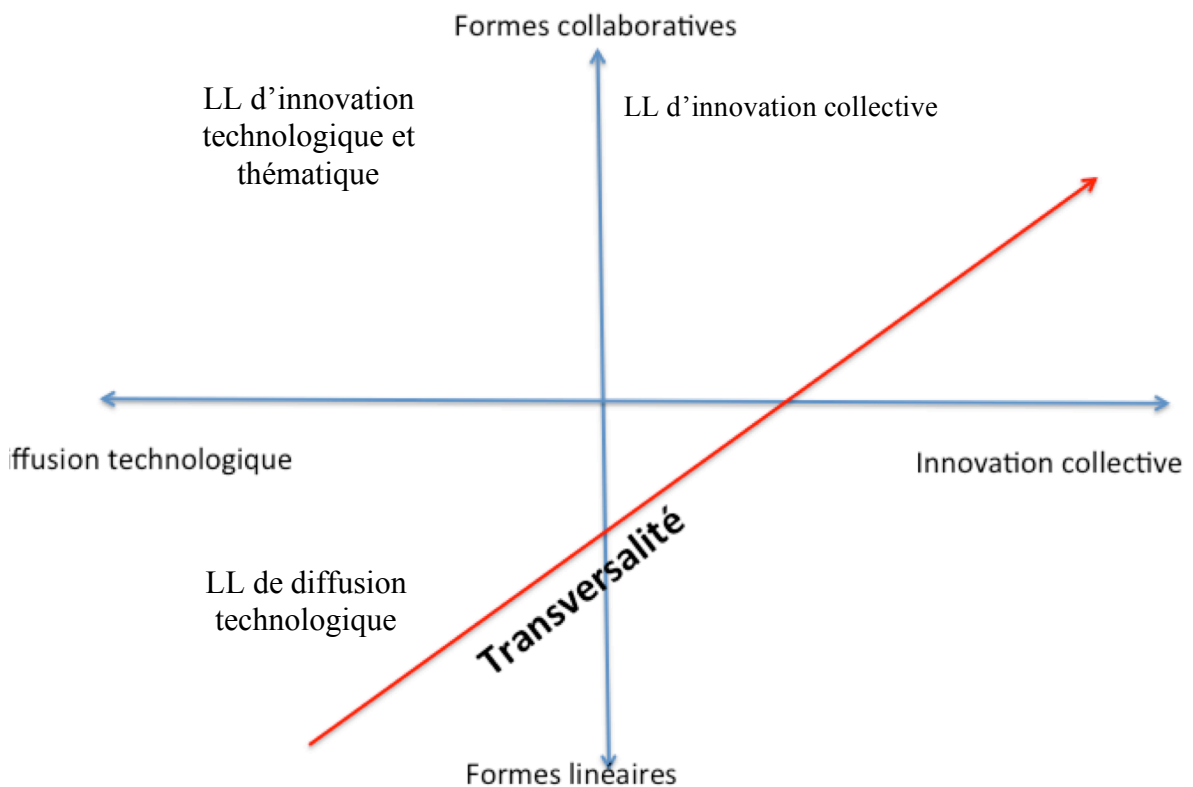 Formes collaboratives
LL d’innovation
technologique et
thématique
LL d’innovation collective
iffusion technologique
Innovation collective
Transversalité
LL de diffusion
technologique
Formes linéaires